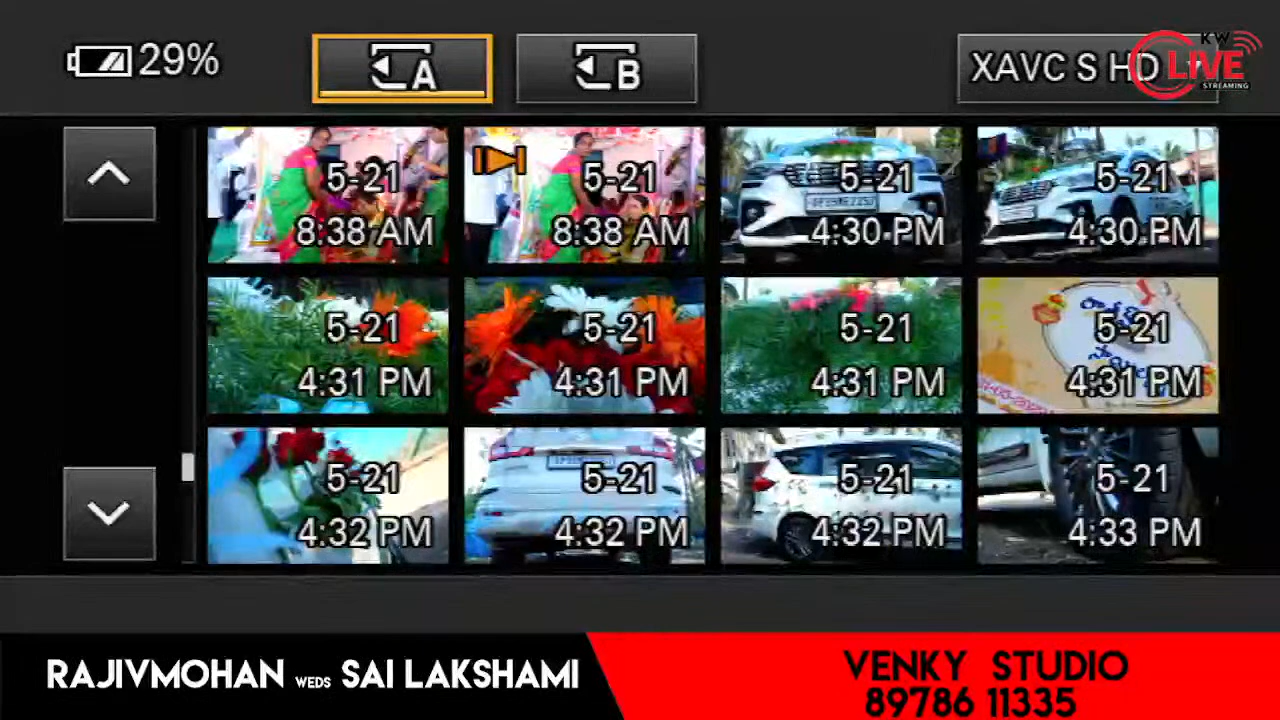 29%
A
B
XAVC S HD
KW
LIVE
STREAMING
5-21
8:38 AM
5-21
8:38 AM
5-21
4:30 PM
5-21
4:30 PM
5-21
4:31 PM
5-21
4:31 PM
5-21
4:31 PM
5-21
4:31 PM
5-21
4:32 PM
5-21
4:32 PM
5-21
4:32 PM
5-21
4:33 PM
RAJIVMOHAN WEDS SAI LAKSHAMI
VENKY STUDIO
89786 11335